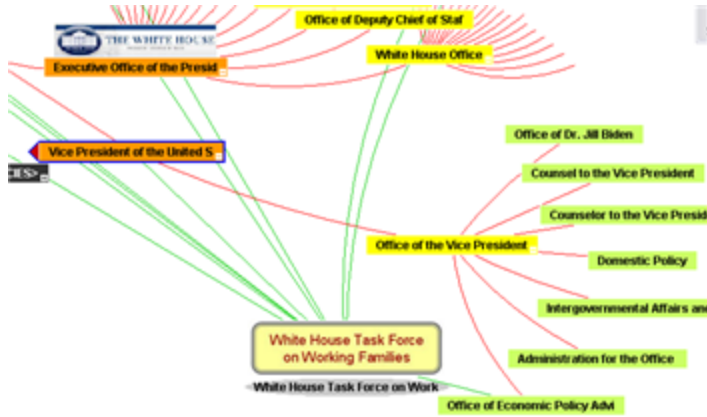 Office of Deputy Chief of Staf
THE WHITE HOUSE
White House Office
Executive Office of the Presid
Office of Dr. Jill Biden
Vice President of the United S
Counsel to the Vice President
Counselor to the Vice Presid
Office of the Vice President
Domestic Policy
Intergovernmental Affairs and
White House Task Force
on Working Families
Administration for the Office
White House Task Force on Work
Office of Economic Policy Advi